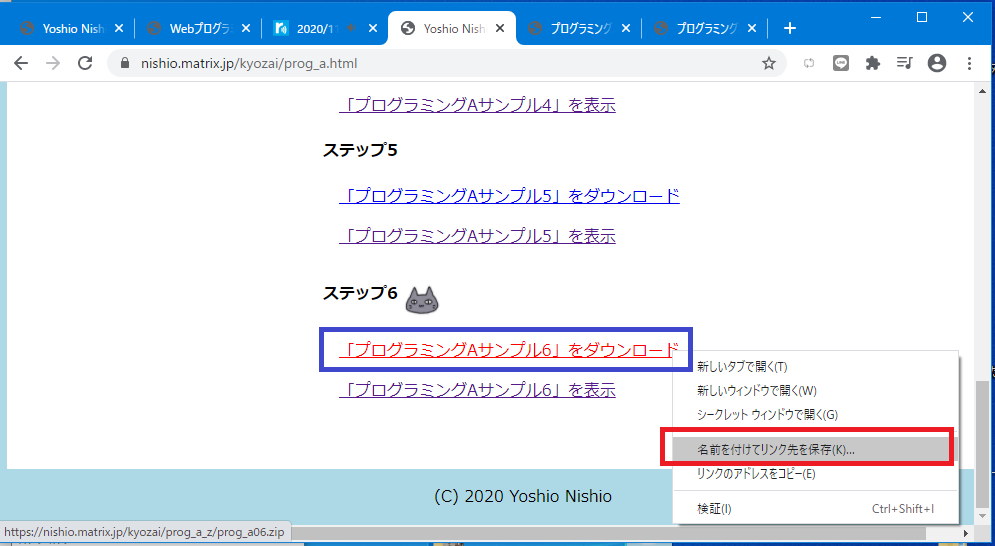 Yoshio Nish
Webプログラ
2020/11
Yoshio Nish
プログラミング
プログラミング
nishio.matrix.jp/kyozai/prog_a.html
「プログラミングAサンプル4」を表示
ステップ5
「プログラミングAサンプル5」をダウンロード
「プログラミングAサンプル5」を表示
ステップ6
「プログラミングAサンプル6」をダウンロード
「プログラミングAサンプル6」を表示
新しいタブで開く(T)
新しいウィンドウで開く(W)
シークレット ウィンドウで開く(G)
名前を付けてリンク先を保存(K)...
リンクのアドレスをコピー(E)
検証(I) Ctrl+Shift+I
(C) 2020 Yoshio Nishio
https://nishio.matrix.jp/kyozai/prog_a_z/prog_a06.zip